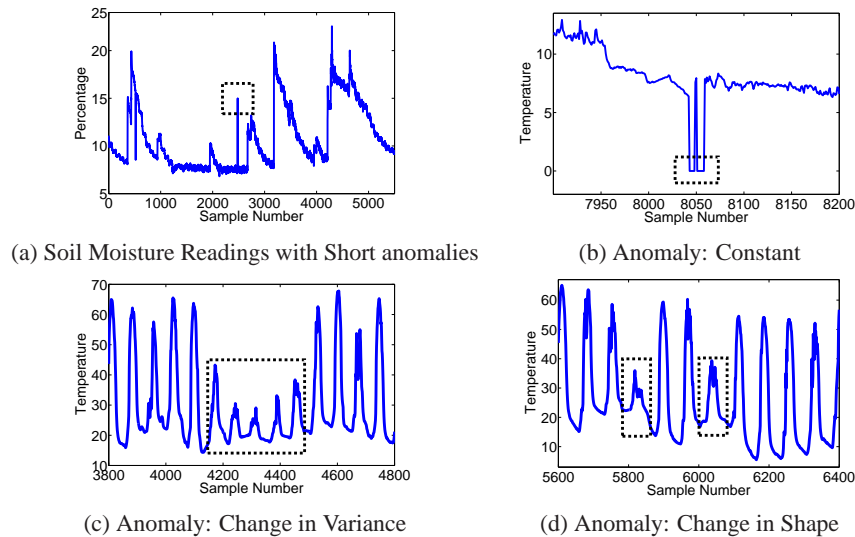 25
20
15
10
5
Percentage
0 1000 2000 3000 4000 5000
Sample Number
(a) Soil Moisture Readings with Short anomalies
10
5
0
Temperature
7950 8000 8050 8100 8150 8200
Sample Number
(b) Anomaly: Constant
70
60
50
40
30
20
10
Temperature
3800 4000 4200 4400 4600 4800
Sample Number
(c) Anomaly: Change in Variance
60
50
40
30
20
10
Temperature
5600 5800 6000 6200 6400
Sample Number
(d) Anomaly: Change in Shape